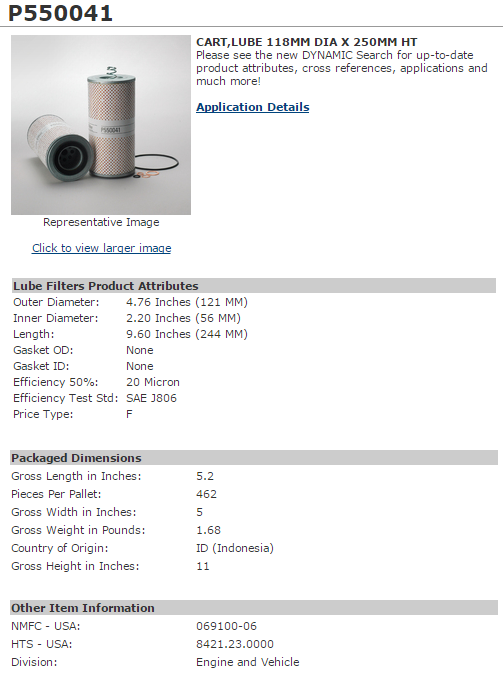 P550041
CART,LUBE 118MM DIA X 250MM HT
Please see the new DYNAMIC Search for up-to-date
product attributes, cross references, applications and
much more!
Application Details
P550041
Representative Image
Click to view larger image
Lube Filters Product Attributes
Outer Diameter: 4.76 Inches (121 MM)
Inner Diameter: 2.20 Inches (56 MM)
Length: 9.60 Inches (244 MM)
Gasket OD: None
Gasket ID: None
Efficiency 50%: 20 Micron
Efficiency Test Std: SAE J806
Price Type: F
Packaged Dimensions
Gross Length in Inches: 5.2
Pieces Per Pallet: 462
Gross Width in Inches: 5
Gross Weight in Pounds: 1.68
Country of Origin: ID (Indonesia)
Gross Height in Inches: 11
Other Item Information
NMFC - USA: 069100-06
HTS - USA: 8421.23.0000
Division: Engine and Vehicle